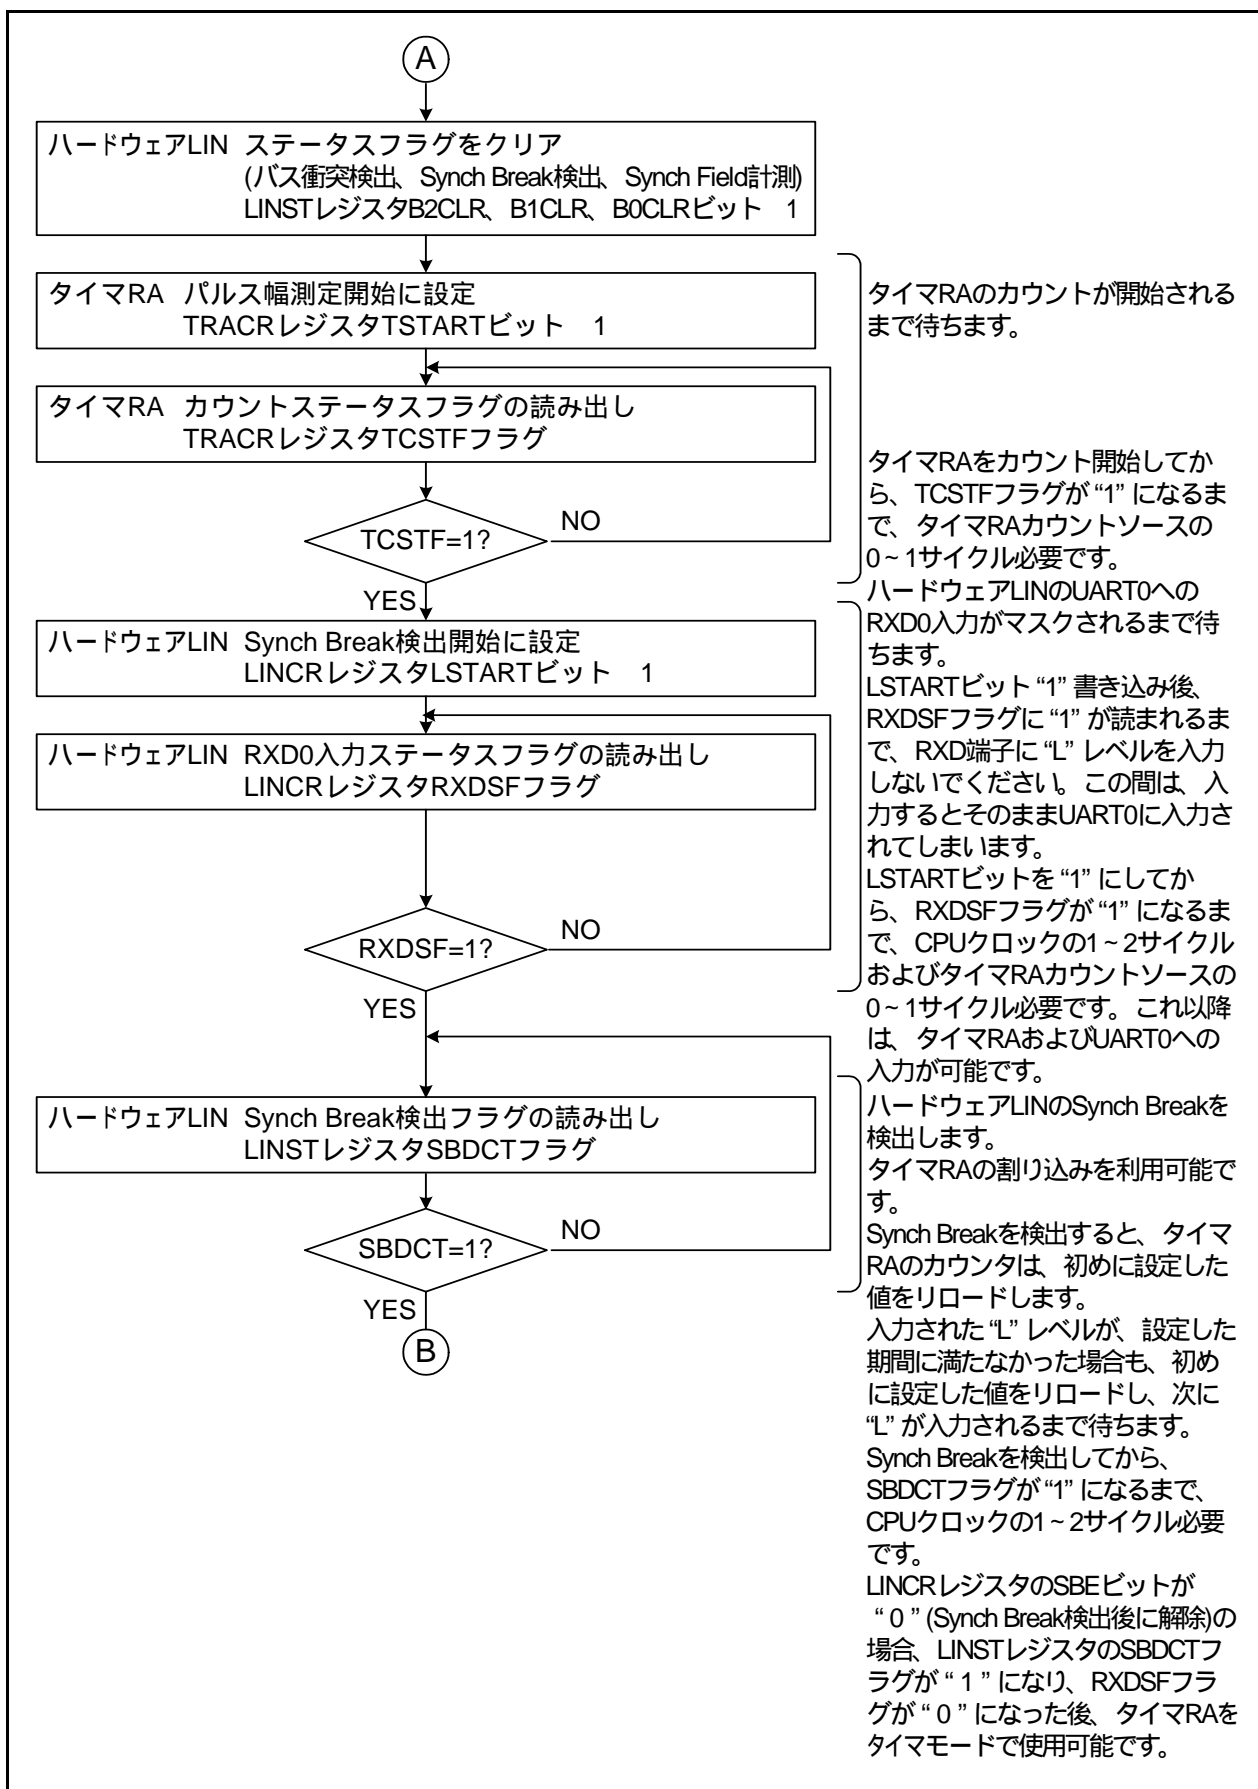 A
ハードウェアLIN ステータスフラグをクリア
(バス衝突検出、Synch Break検出、Synch Field計測)
LINSTレジスタB2CLR、B1CLR、B0CLRビット 1
タイマRA パルス幅測定開始に設定
TRACRレジスタTSTARTビット 1
タイマRA カウントステータスフラグの読み出し
TRACRレジスタTCSTFフラグ
TCSTF=1?
NO
YES
ハードウェアLIN Synch Break検出開始に設定
LINCRレジスタLSTARTビット 1
ハードウェアLIN RXD0入力ステータスフラグの読み出し
LINCRレジスタRXDSFフラグ
RXDSF=1?
NO
YES
ハードウェアLIN Synch Break検出フラグの読み出し
LINSTレジスタSBDCTフラグ
SBDCT=1?
NO
YES
B
タイマRAのカウントが開始される
まで待ちます。
タイマRAをカウント開始してか
ら、TCSTFフラグが“1”になるま
で、タイマRAカウントソースの
0~1サイクル必要です。
ハードウェアLINのUART0への
RXD0入力がマスクされるまで待
ちます。
LSTARTビット“1”書き込み後、
RXDSFフラグに“1”が読まれるま
で、RXD端子に“L”レベルを入力
しないでください。この間は、入
力するとそのままUART0に入力さ
れてしまいます。
LSTARTビットを“1”にしてか
ら、RXDSFフラグが“1”になるま
で、CPUクロックの1~2サイクル
およびタイマRAカウントソースの
0~1サイクル必要です。これ以降
は、タイマRAおよびUART0への
入力が可能です。
ハードウェアLINのSynch Breakを
検出します。
タイマRAの割り込みを利用可能で
す。
Synch Breakを検出すると、タイマ
RAのカウンタは、初めに設定した
値をリロードします。
入力された“L”レベルが、設定した
期間に満たなかった場合も、初め
に設定した値をリロードし、次に
“L”が入力されるまで待ちます。
Synch Breakを検出してから、
SBDCTフラグが“1”になるまで、
CPUクロックの1~2サイクル必要
です。
LINCRレジスタのSBEビットが
“0”(Synch Break検出後に解除)の
場合、LINSTレジスタのSBDCTフ
ラグが“1”になり、RXDSFフラ
グが“0”になった後、タイマRAを
タイマモードで使用可能です。